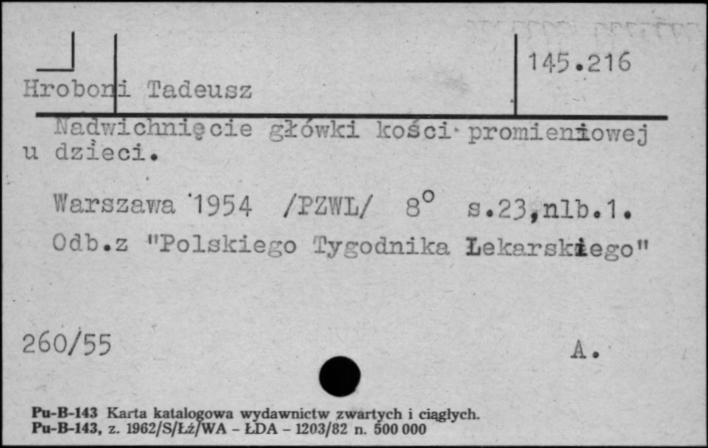 145.216
Hroboni Tadeusz
Nadwichnięcie główki kości promieniowej
u dzieci.
Warszawa 1954 /PZWL/ 8° s.23,nlb.1.
Odb.z "Polskiego Tygodnika Lekarskiego"
260/55 A.
Pu-B-143 Karta katalogowa wydawnictw zwartych i ciągłych.
Pu-B-143, z. 1962/S/Łż/WA - ŁDA - 1203/82 n. 500 000